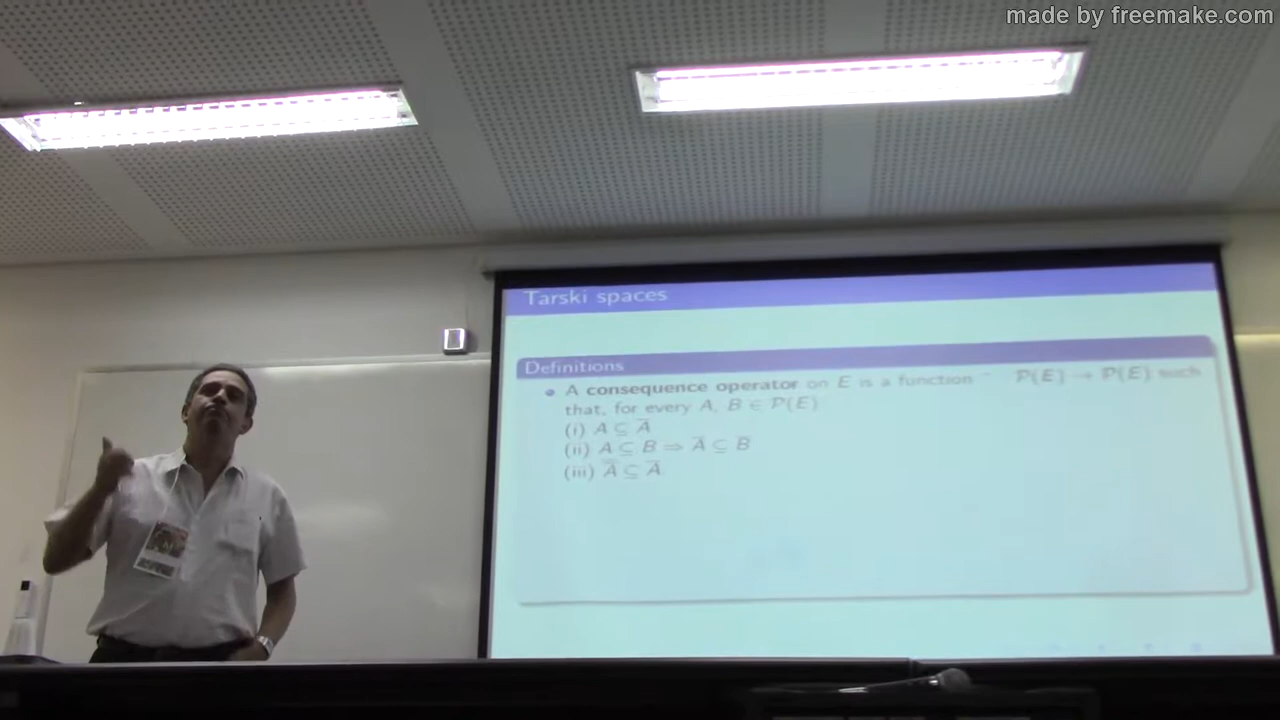 made by freemake.com
Tarski spaces
Definitions
A consequence operator on E is a function ‾ P(E) → P(E) such
that, for every A, B ∈ P(E)
(i) A ⊆ A̅
(ii) A ⊆ B ⇒ A̅ ⊆ B̅
(iii) A̿ ⊆ A̅